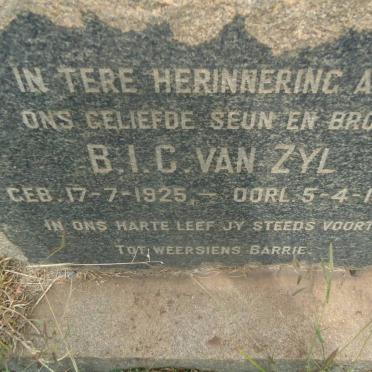 IN TERE HERINNERING A
ONS GELIEFDE SEUN EN BRO
B.I.C. VAN ZYL
GEB. 17-7-1925, — OORL. 5-4-1
IN ONS HARTE LEEF JY STEEDS VOORT
TOT WEERSIENS BARRIE.